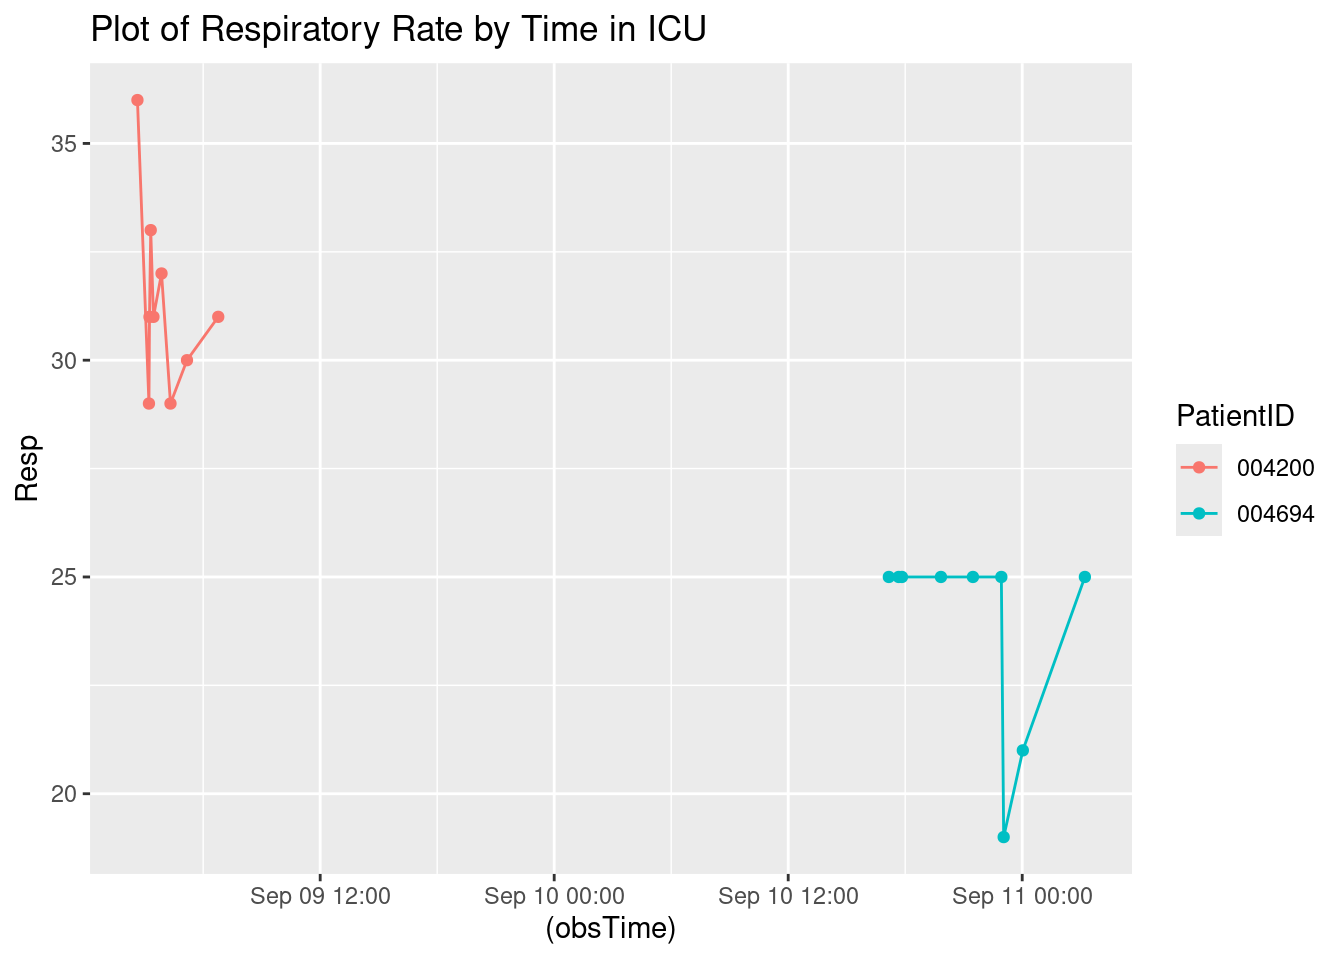 Plot of Respiratory Rate by Time in ICU
35
30
25
20
Resp
Sep 09 12:00
Sep 10 00:00
Sep 10 12:00
Sep 11 00:00
(obsTime)
PatientID
004200
004694